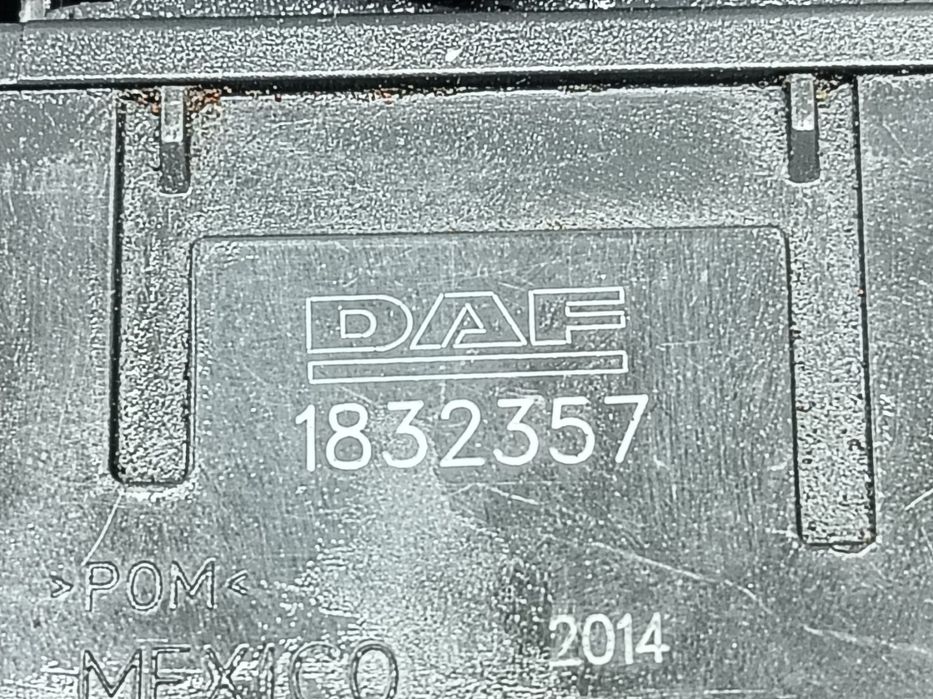 DAF
1832357
>POM<
2014
MEXICO